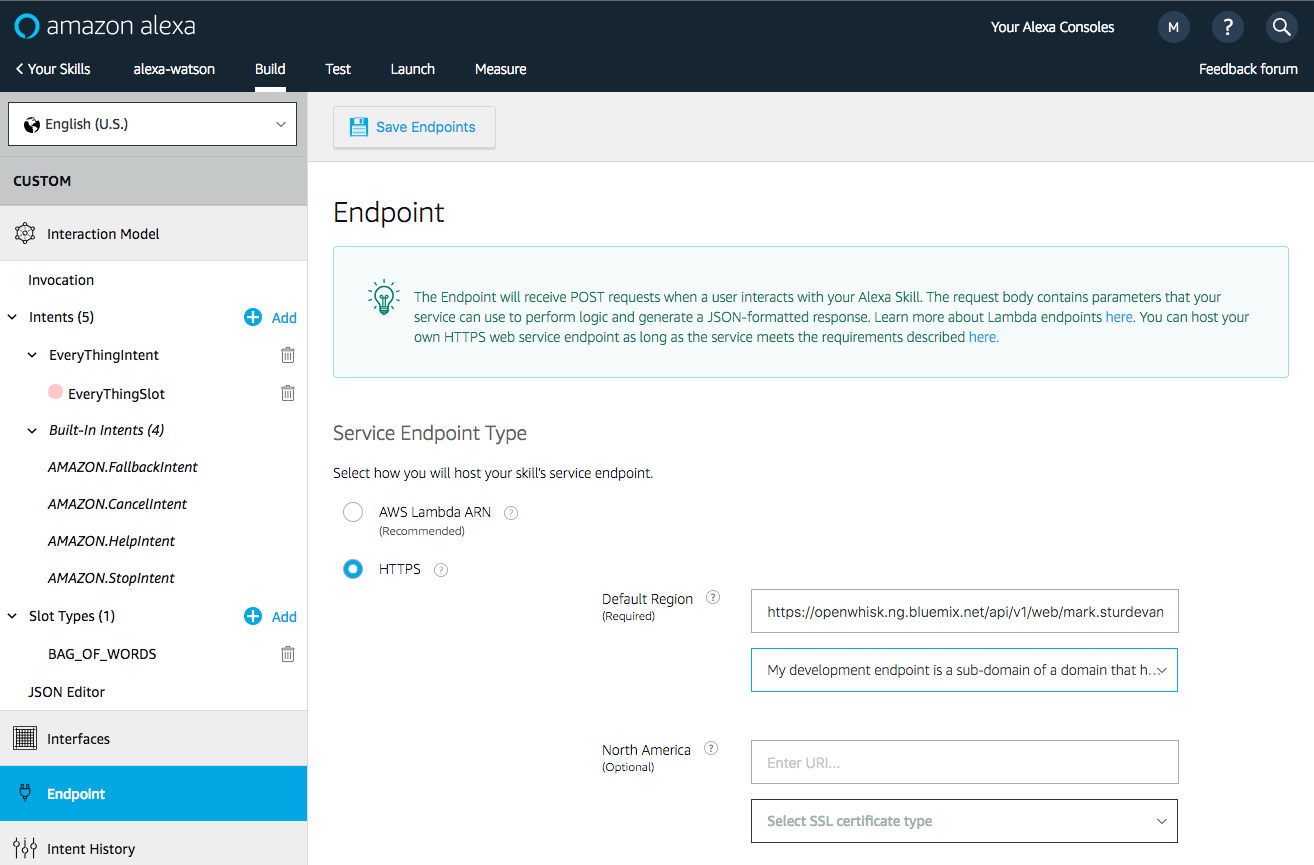 amazon alexa
Your Alexa Consoles
M
?
Your Skills
alexa-watson
Build
Test
Launch
Measure
Feedback forum
English (U.S.)
Save Endpoints
CUSTOM
Interaction Model
Invocation
Intents (5)
Add
EveryThingIntent
EveryThingSlot
Built-In Intents (4)
AMAZON.FallbackIntent
AMAZON.CancelIntent
AMAZON.HelpIntent
AMAZON.StopIntent
Slot Types (1)
Add
BAG_OF_WORDS
JSON Editor
Interfaces
Endpoint
Intent History
Endpoint
The Endpoint will receive POST requests when a user interacts with your Alexa Skill. The request body contains parameters that your
service can use to perform logic and generate a JSON-formatted response. Learn more about Lambda endpoints here. You can host your
own HTTPS web service endpoint as long as the service meets the requirements described here.
Service Endpoint Type
Select how you will host your skill's service endpoint.
AWS Lambda ARN ?
(Recommended)
HTTPS ?
Default Region ?
(Required)
https://openwhisk.ng.bluemix.net/api/v1/web/mark.sturdevan
My development endpoint is a sub-domain of a domain that h...
North America ?
(Optional)
Enter URI...
Select SSL certificate type